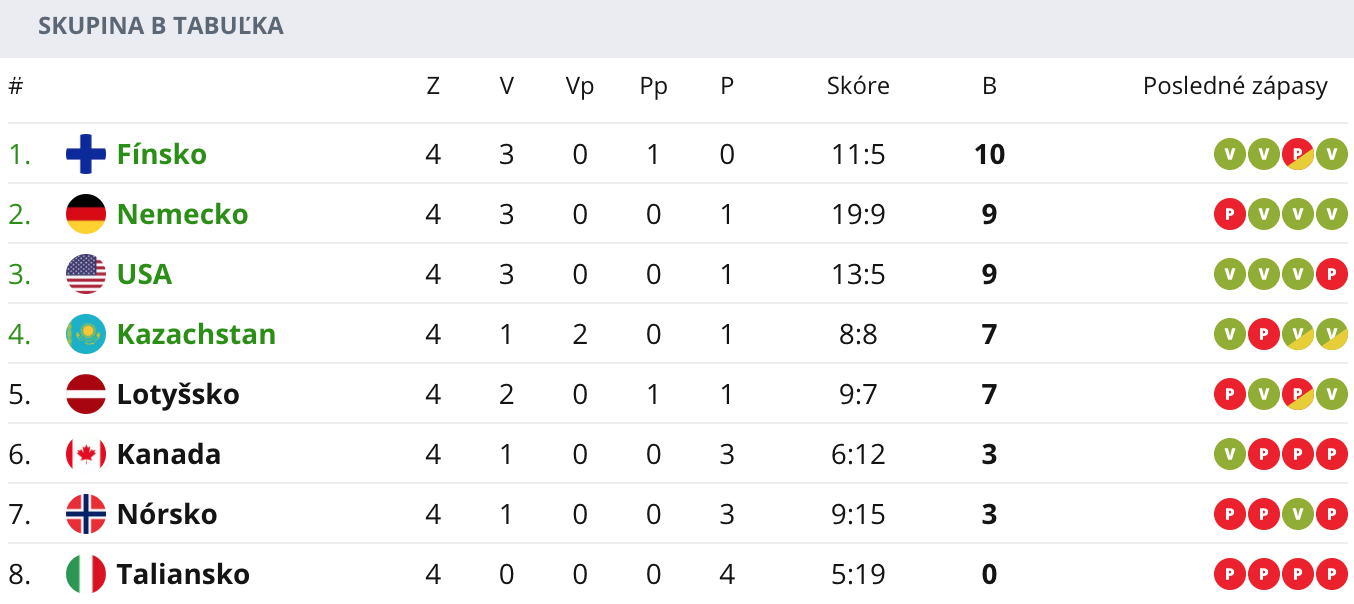 SKUPINA B TABUĽKA
# Z V Vp Pp P Skóre B Posledné zápasy
1. Fínsko 4 3 0 1 0 11:5 10 V V P V
2. Nemecko 4 3 0 0 1 19:9 9 P V V V
3. USA 4 3 0 0 1 13:5 9 V V V P
4. Kazachstan 4 1 2 0 1 8:8 7 V P V V
5. Lotyšsko 4 2 0 1 1 9:7 7 P V P V
6. Kanada 4 1 0 0 3 6:12 3 V P P P
7. Nórsko 4 1 0 0 3 9:15 3 P P V P
8. Taliansko 4 0 0 0 4 5:19 0 P P P P